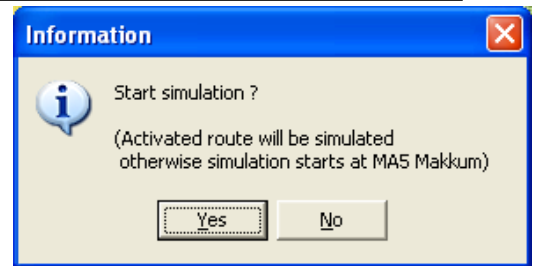 Information
Start simulation ?
(Activated route will be simulated
otherwise simulation starts at MA5 Makkum)
Yes
No